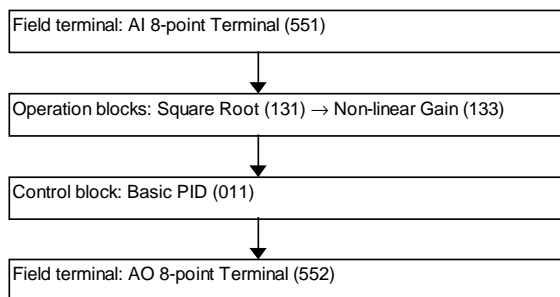 Field terminal: AI 8-point Terminal (551)
Operation blocks: Square Root (131) → Non-linear Gain (133)
Control block: Basic PID (011)
Field terminal: AO 8-point Terminal (552)